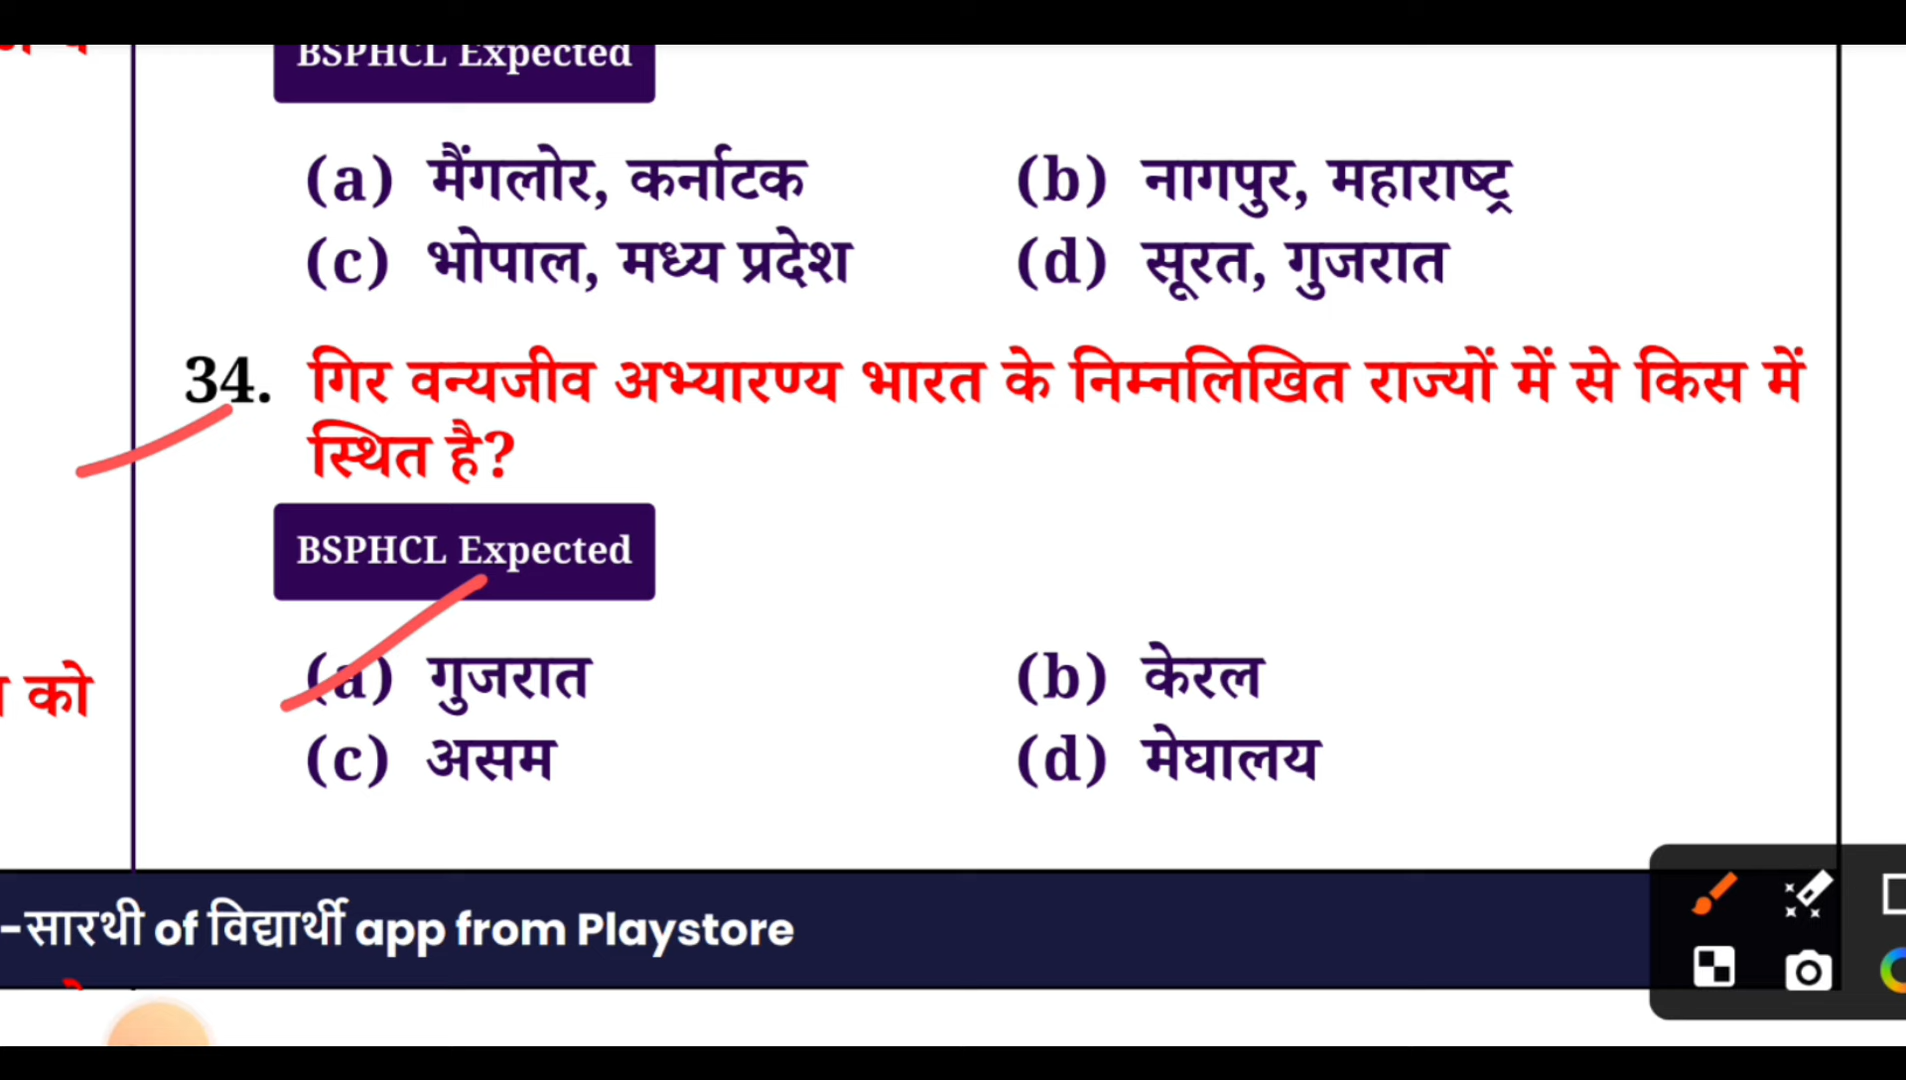 BSPHCL Expected
(a) मैंगलोर, कर्नाटक (b) नागपुर, महाराष्ट्र
(c) भोपाल, मध्य प्रदेश (d) सूरत, गुजरात
34. गिर वन्यजीव अभ्यारण्य भारत के निम्नलिखित राज्यों में से किस में
स्थित है?
BSPHCL Expected
(a) गुजरात (b) केरल
को
(c) असम (d) मेघालय
-सारथी of विद्यार्थी app from Playstore